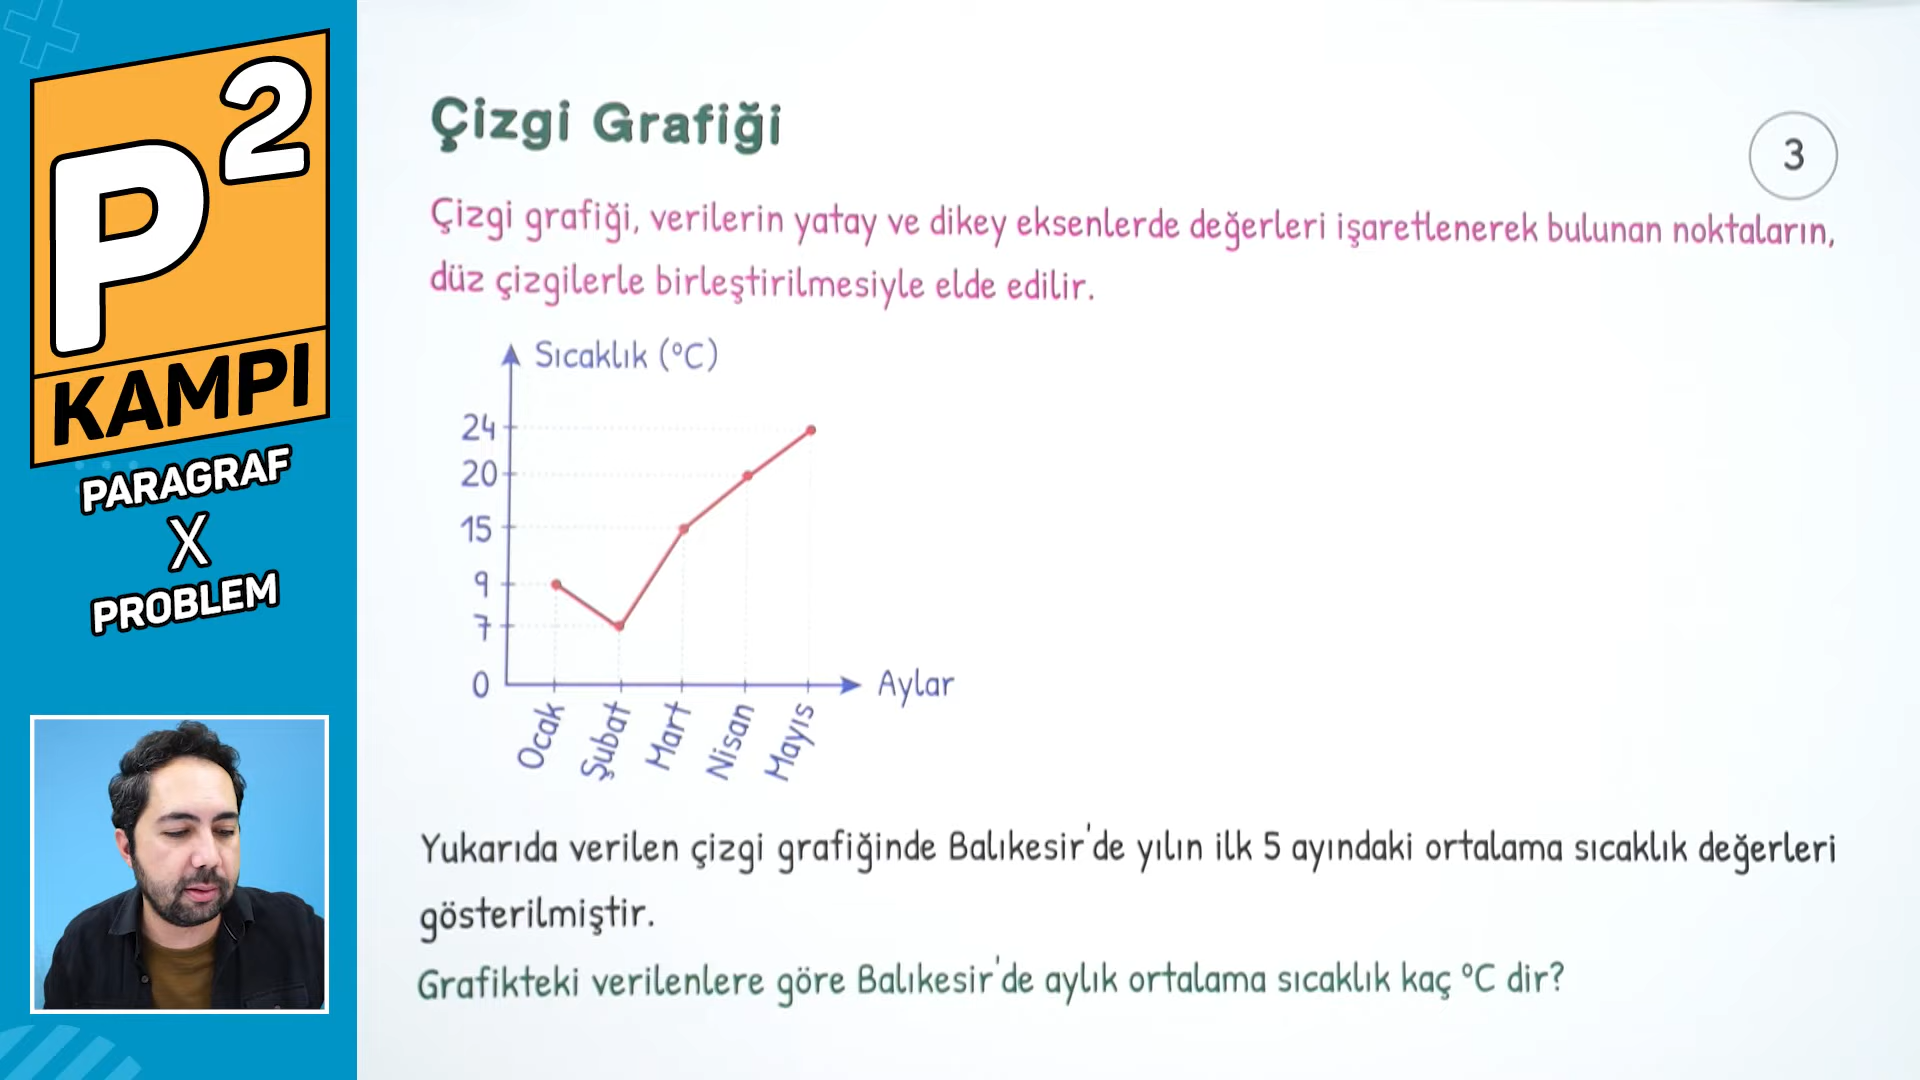 P²
KAMPI
PARAGRAF
X
PROBLEM
Çizgi Grafiği
3
Çizgi grafiği, verilerin yatay ve dikey eksenlerde değerleri işaretlenerek bulunan noktaların,
düz çizgilerle birleştirilmesiyle elde edilir.
Sıcaklık (°C)
24
20
15
9
7
0
Aylar
Ocak
Şubat
Mart
Nisan
Mayıs
Yukarıda verilen çizgi grafiğinde Balıkesir'de yılın ilk 5 ayındaki ortalama sıcaklık değerleri
gösterilmiştir.
Grafikteki verilenlere göre Balıkesir'de aylık ortalama sıcaklık kaç °C dir?